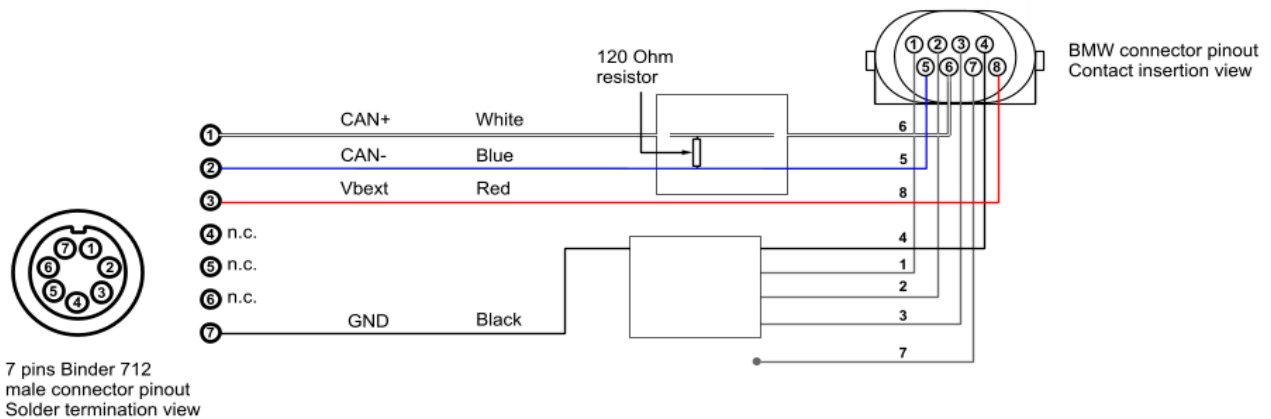 120 Ohm
resistor
BMW connector pinout
Contact insertion view
1 2 3 4
5 6 7 8
1 CAN+ White 6
2 CAN- Blue 5
3 Vbext Red 8
4 n.c. 4
5 n.c. 1
6 n.c. 2
7 GND Black 3
7
7 1
6 2
5 3
4
7 pins Binder 712
male connector pinout
Solder termination view